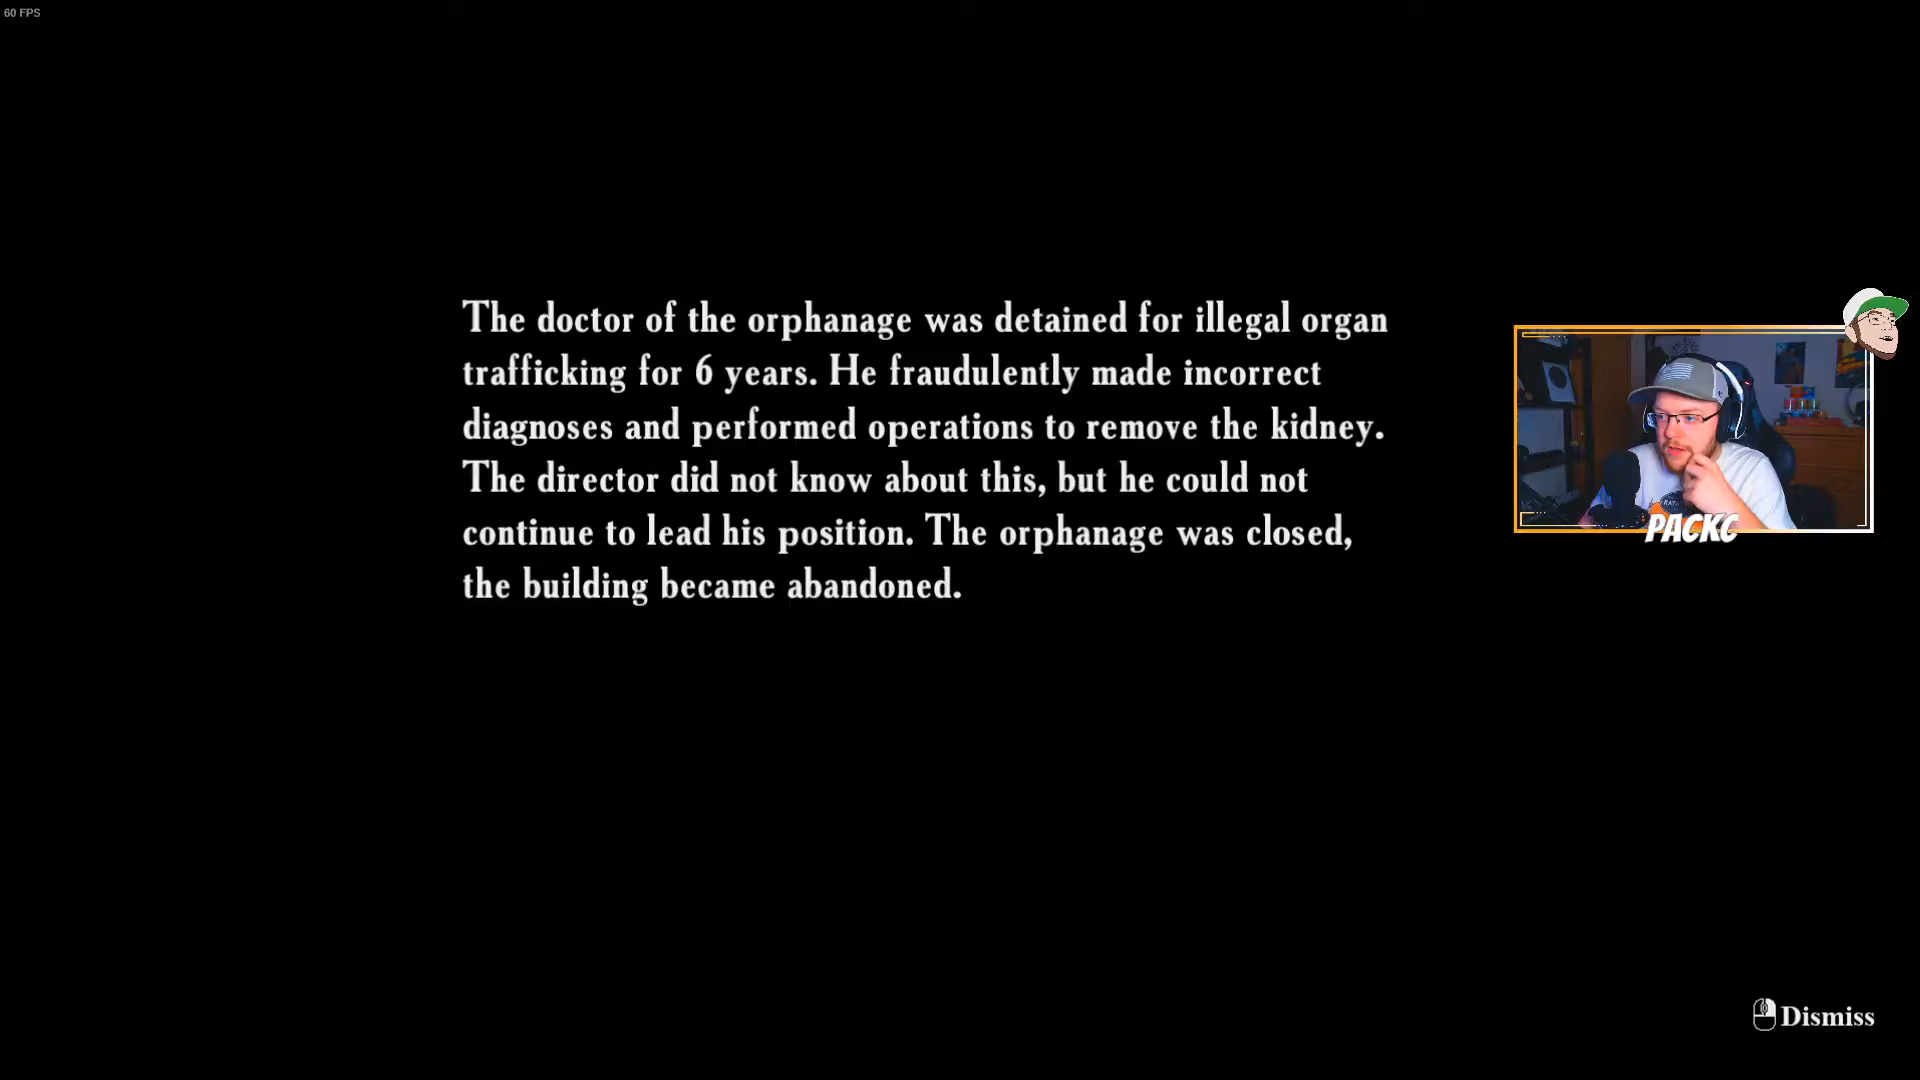 60 FPS
The doctor of the orphanage was detained for illegal organ
trafficking for 6 years. He fraudulently made incorrect
diagnoses and performed operations to remove the kidney.
The director did not know about this, but he could not
continue to lead his position. The orphanage was closed,
the building became abandoned.
PACKC
Dismiss